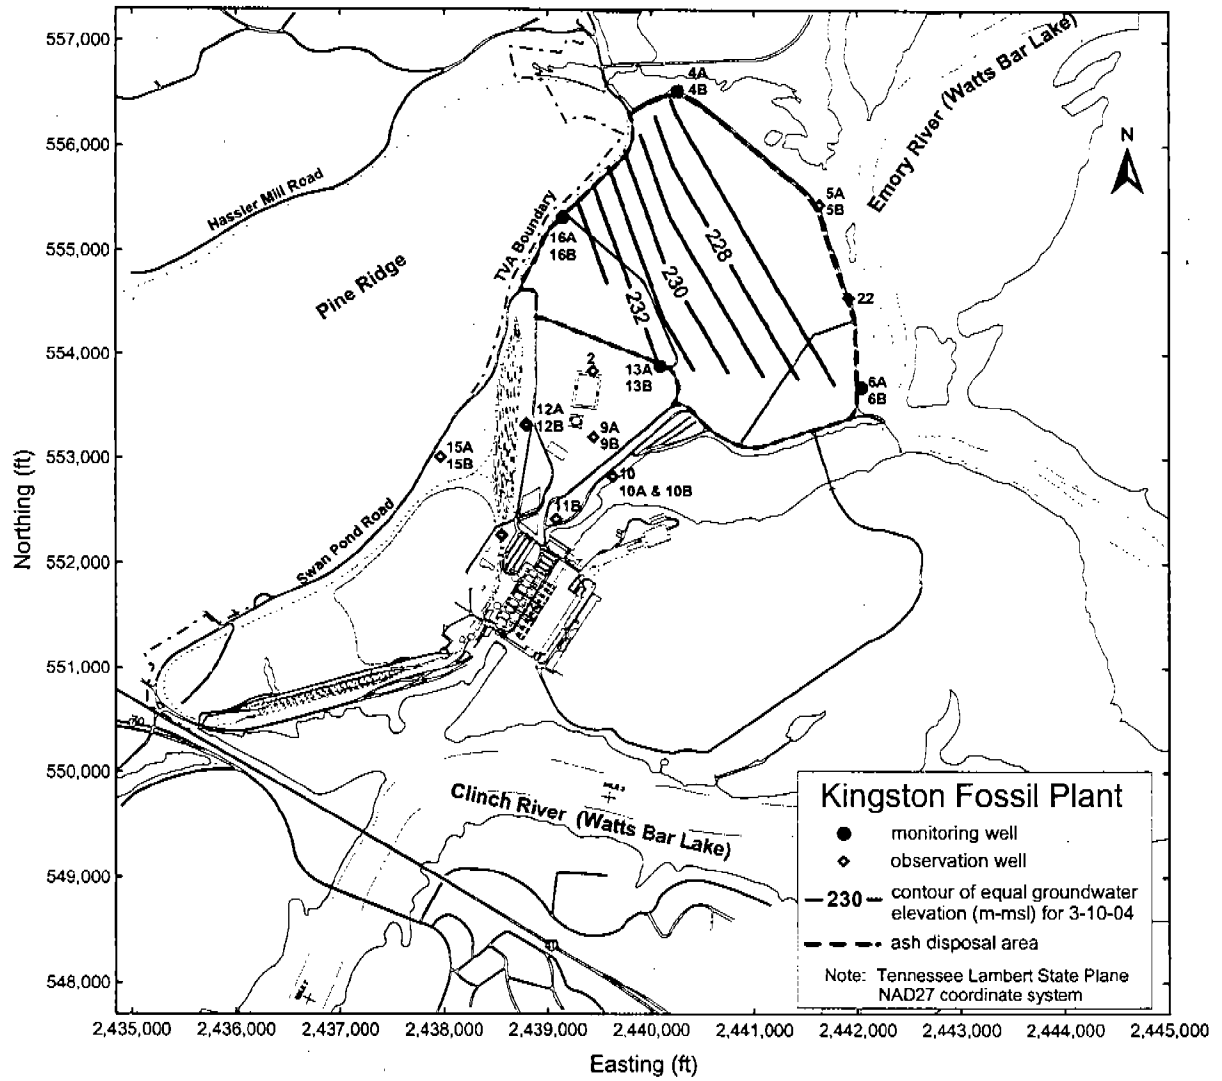 557,000
556,000
555,000
554,000
553,000
552,000
551,000
550,000
549,000
548,000
Northing (ft)
4A
4B
Emory River (Watts Bar Lake)
N
Hassler Mill Road
5A
5B
TVA Boundary
16A
16B
Pine Ridge
228
230
232
22
2
13A
13B
6A
6B
12A
12B
9A
9B
15A
15B
10
10A & 10B
11B
Swan Pond Road
Clinch River (Watts Bar Lake)
Kingston Fossil Plant
monitoring well
observation well
230
contour of equal groundwater
elevation (m-msl) for 3-10-04
ash disposal area
Note: Tennessee Lambert State Plane
NAD27 coordinate system
2,435,000 2,436,000 2,437,000 2,438,000 2,439,000 2,440,000 2,441,000 2,442,000 2,443,000 2,444,000 2,445,000
Easting (ft)